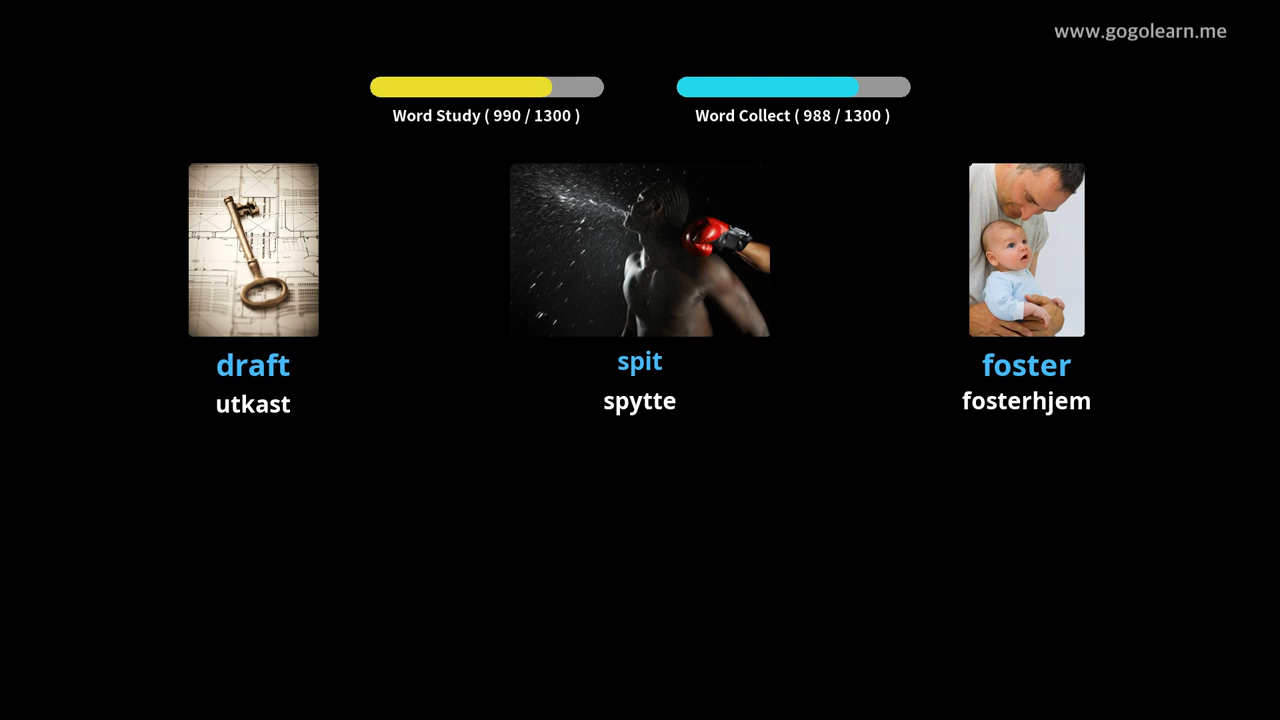 www.gogolearn.me
Word Study ( 990 / 1300 )
Word Collect ( 988 / 1300 )
draft
utkast
spit
spytte
foster
fosterhjem